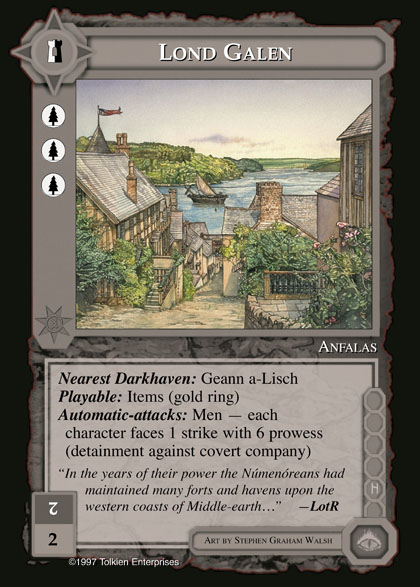 LOND GALEN
ANFALAS
Nearest Darkhaven: Geann a-Lisch
Playable: Items (gold ring)
Automatic-attacks: Men — each
character faces 1 strike with 6 prowess
(detainment against covert company)
“In the years of their power the Númenóreans had
maintained many forts and havens upon the
western coasts of Middle-earth…” —LotR
H
2
2
ART BY STEPHEN GRAHAM WALSH
©1997 Tolkien Enterprises